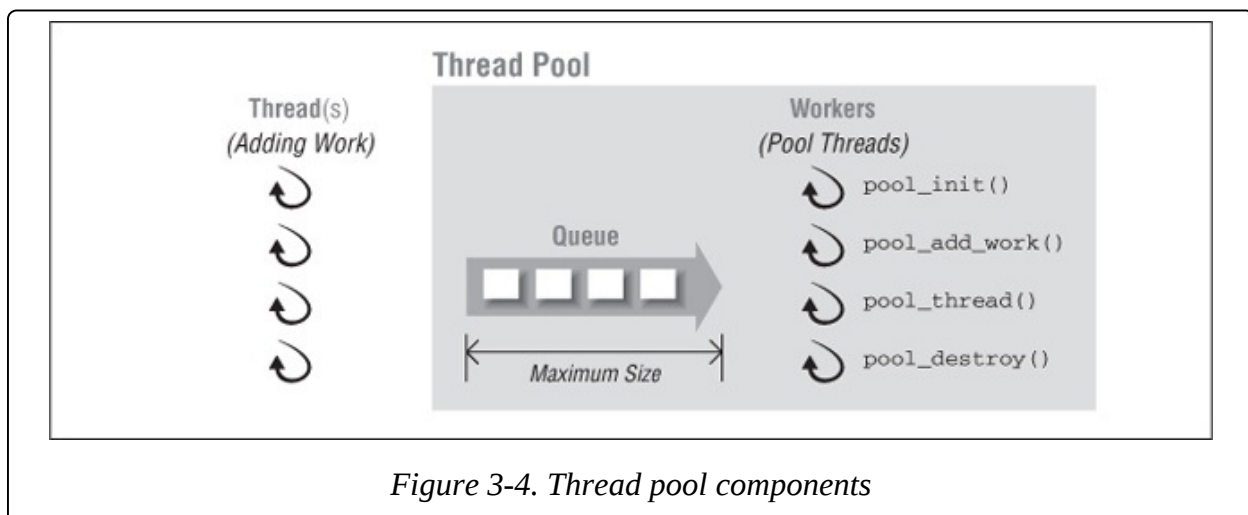 Thread Pool
Thread(s)
(Adding Work)
Workers
(Pool Threads)
pool_init()
Queue
pool_add_work()
pool_thread()
Maximum Size
pool_destroy()
Figure 3-4. Thread pool components